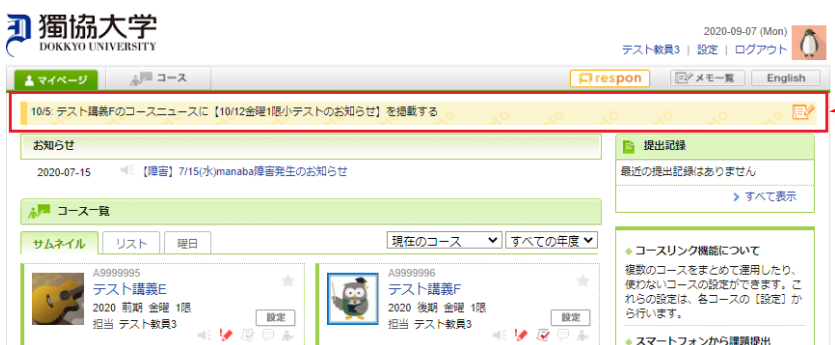 獨協大学
DOKKYO UNIVERSITY
2020-09-07 (Mon)
テスト教員3 | 設定 | ログアウト
マイページ
コース
respon
メモ一覧
English
10/5: テスト講義Fのコースニュースに【10/12金曜1限小テストのお知らせ】を掲載する
お知らせ
2020-07-15 【障害】7/15(水)manaba障害発生のお知らせ
コース一覧
サムネイル
リスト
曜日
現在のコース
すべての年度
A9999995
テスト講義E
2020 前期 金曜 1限
担当 テスト教員3
設定
A9999996
テスト講義F
2020 後期 金曜 1限
担当 テスト教員3
設定
提出記録
最近の提出記録はありません
すべて表示
コースリンク機能について
複数のコースをまとめて運用したり、
使わないコースの設定ができます。こ
れらの設定は、各コースの［設定］か
ら行います。
スマートフォンから課題提出